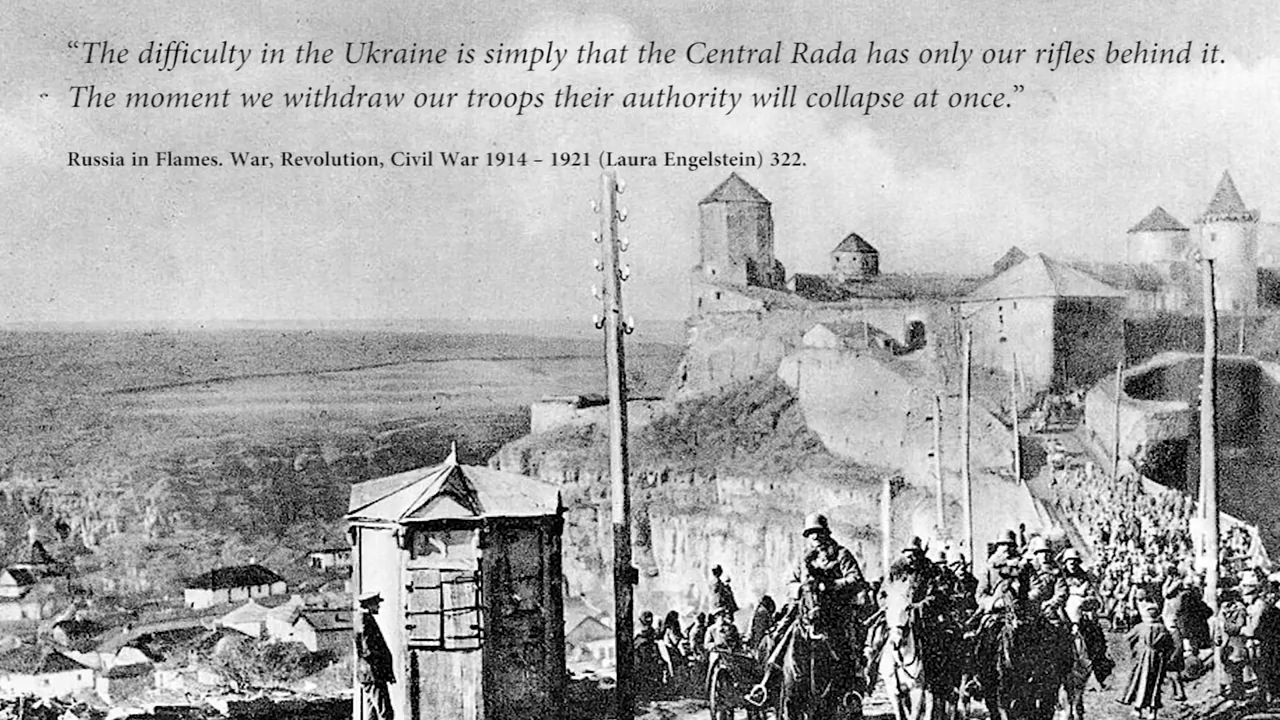 “The difficulty in the Ukraine is simply that the Central Rada has only our rifles behind it.
The moment we withdraw our troops their authority will collapse at once.”
Russia in Flames. War, Revolution, Civil War 1914 – 1921 (Laura Engelstein) 322.